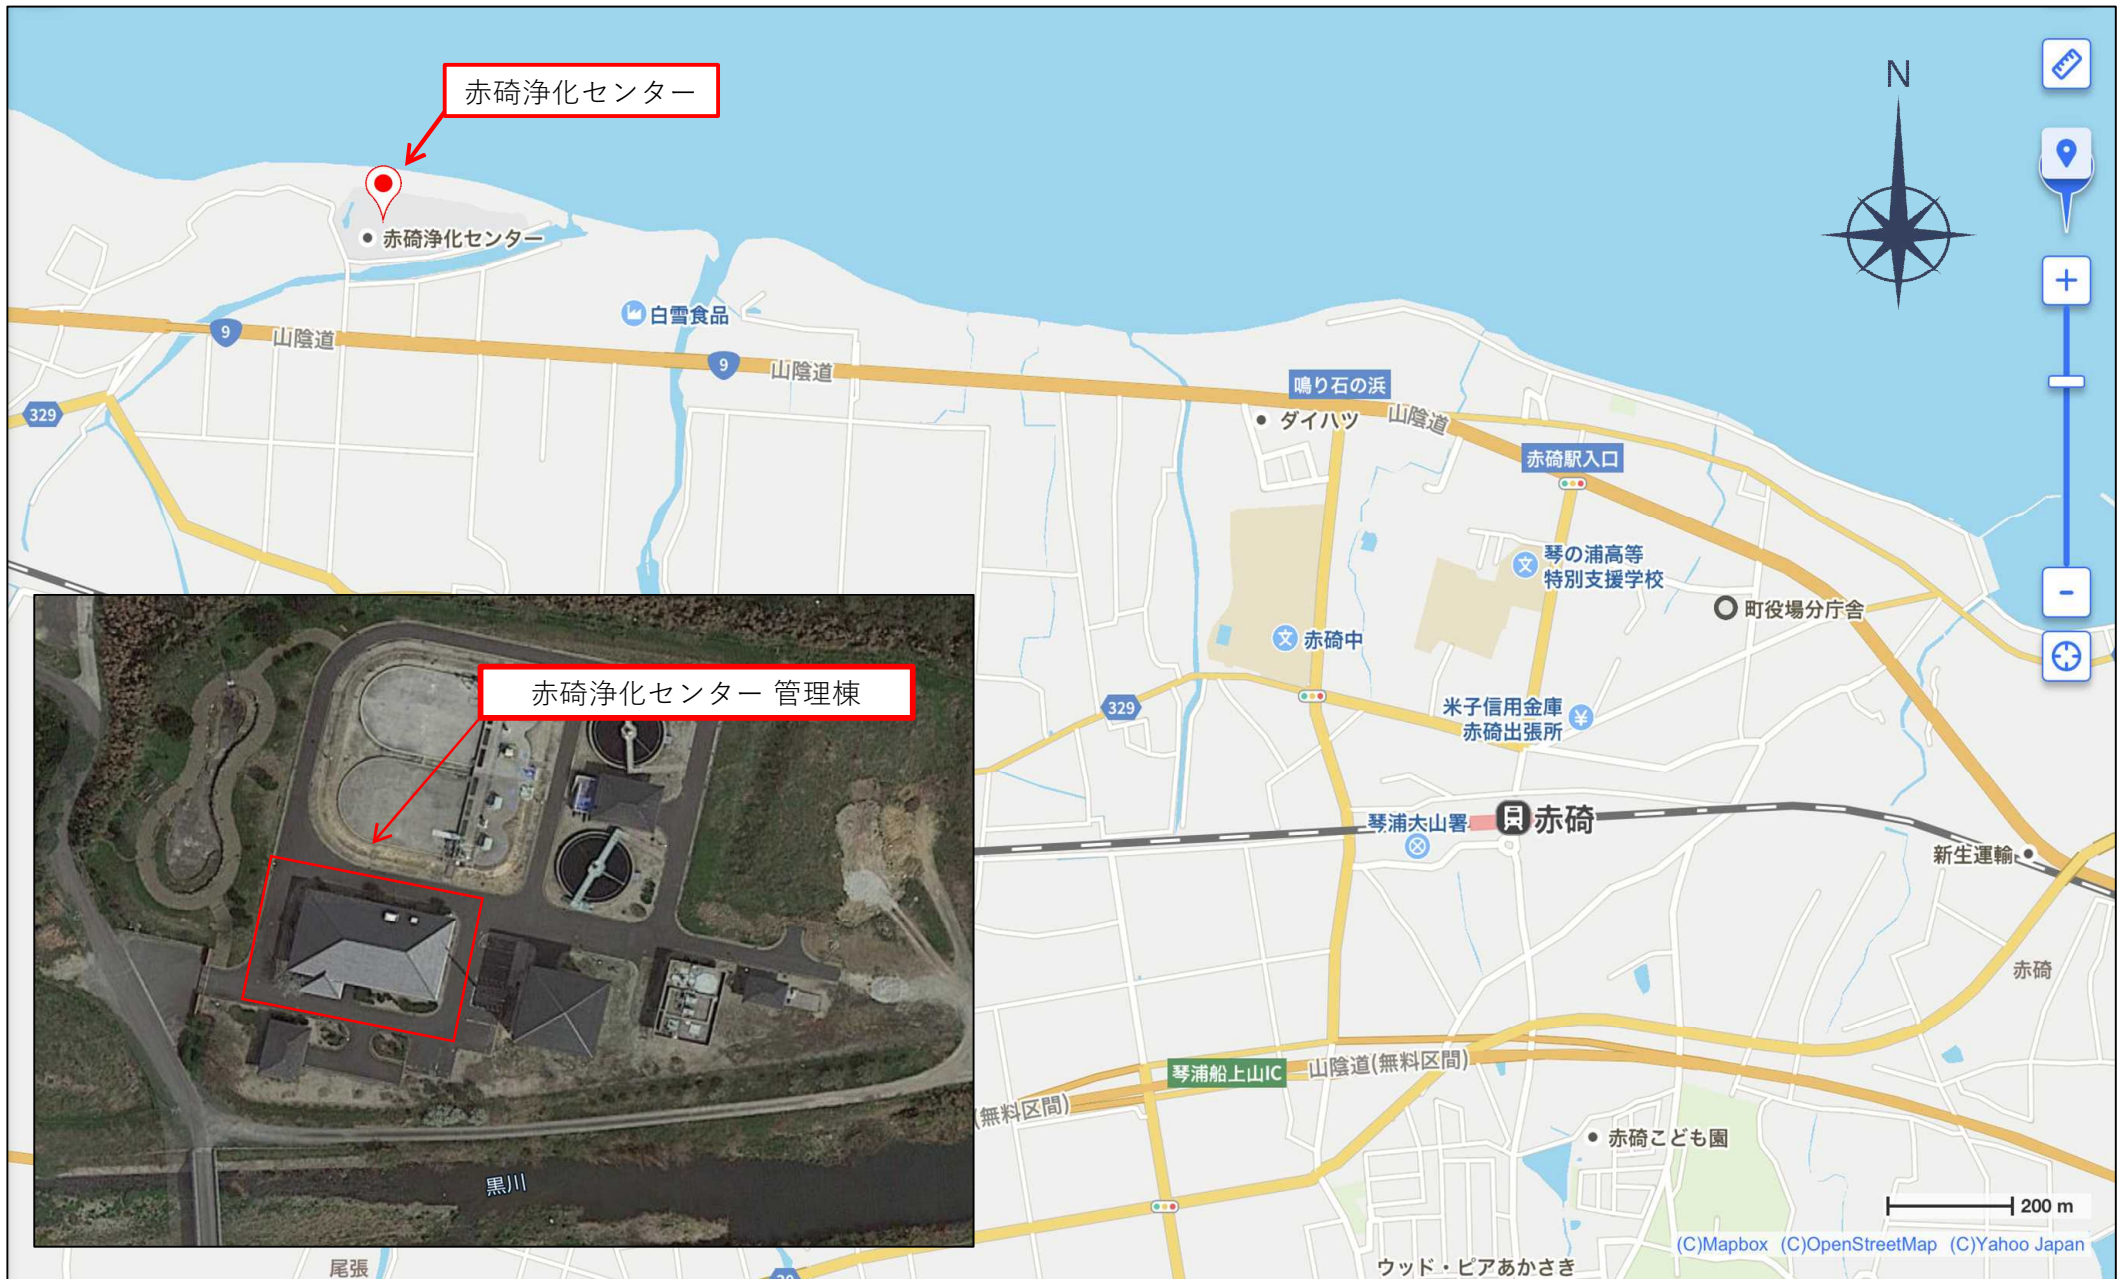 赤碕浄化センター
N
赤碕浄化センター
白雪食品
9
山陰道
9
山陰道
鳴り石の浜
ダイハツ
山陰道
329
赤碕駅入口
琴の浦高等
特別支援学校
町役場分庁舎
赤碕中
赤碕浄化センター 管理棟
329
米子信用金庫
赤碕出張所
琴浦大山署
赤碕
新生運輸
赤碕
琴浦船上山IC
山陰道(無料区間)
(無料区間)
赤碕こども園
黒川
200 m
(C)Mapbox (C)OpenStreetMap (C)Yahoo Japan
尾張
ウッド・ピアあかさき